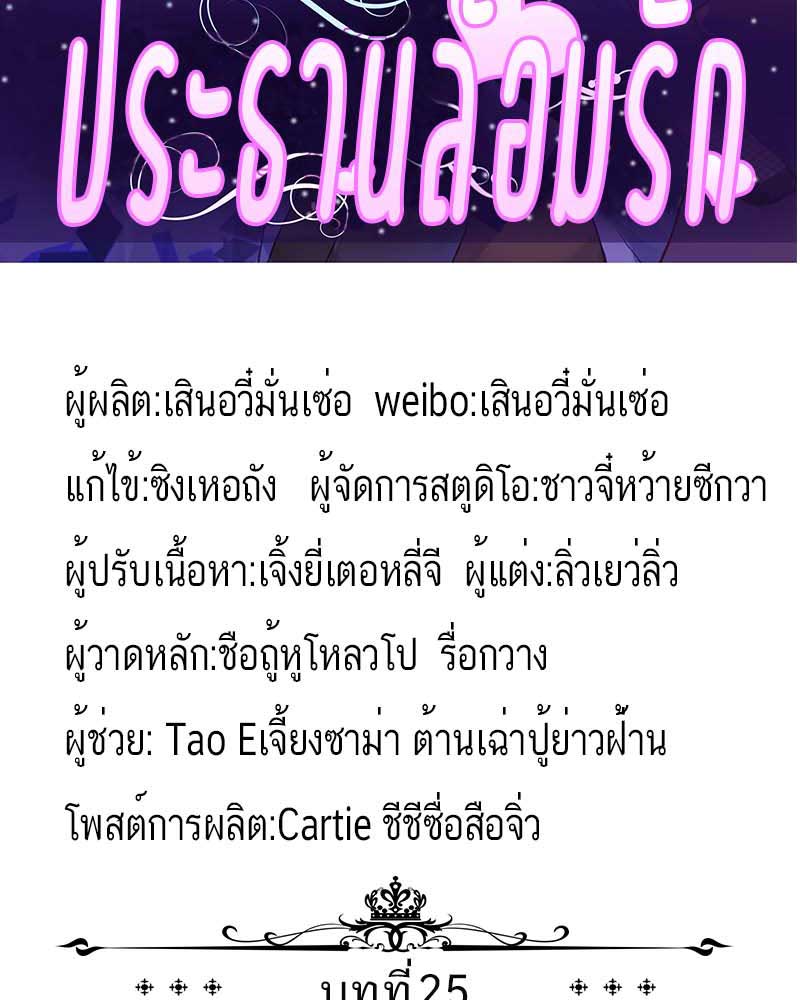 ประธานล้อมรัก
ผู้ผลิต:เสินอวี๋มั่นเซ่อ weibo:เสินอวี๋มั่นเซ่อ
แก้ไข้:ซิงเหอถัง ผู้จัดการสตูดิโอ:ชาวจี๋หว้ายซีกวา
ผู้ปรับเนื้อหา:เจิ้งยี่เตอหลี่จี ผู้แต่ง:ลิ่วเยว่ลิ่ว
ผู้วาดหลัก:ชือถู้หูโหลวโป รื่อกวาง
ผู้ช่วย: Tao Eเจี้ยงซาม่า ต้านเฉ่าปู้ย่าวฝ้าน
โพสต์การผลิต:Cartie ชีชีซื่อสือจิ่ว
บทที่25